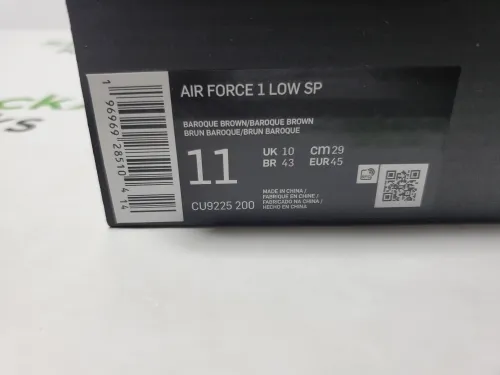 AIR FORCE 1 LOW SP
BAROQUE BROWN/BAROQUE BROWN
BRUN BAROQUE/BRUN BAROQUE
11
UK 10 CM 29
BR 43 EUR 45
CU9225 200
MADE IN CHINA /
FABRIQUE EN CHINE /
FABRICADO NA CHINA /
HECHO EN CHINA
1 96969 28510 4 14